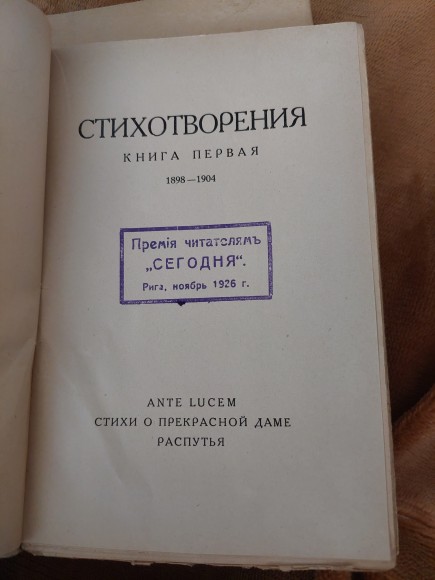 СТИХОТВОРЕНИЯ
КНИГА ПЕРВАЯ
1898—1904
Премія читателямъ
„СЕГОДНЯ“.
Рига, ноябрь 1926 г.
ANTE LUCEM
СТИХИ О ПРЕКРАСНОЙ ДАМЕ
РАСПУТЬЯ